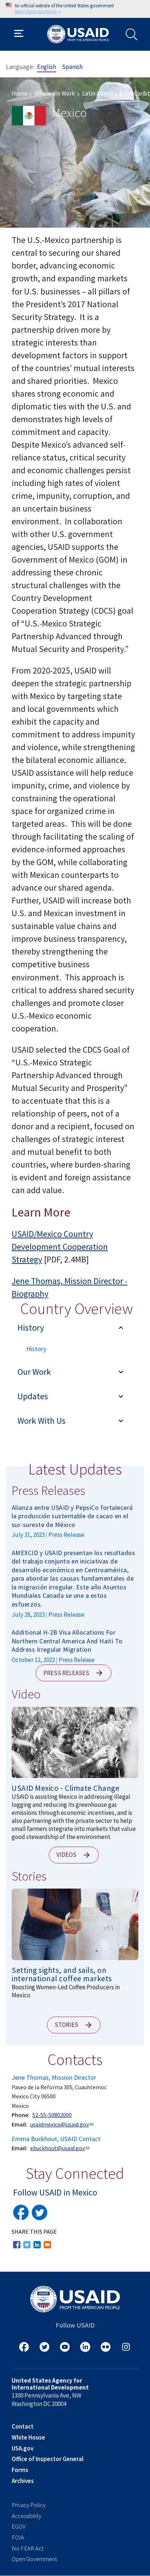 An official website of the United States government
Here's how you know
USAID
FROM THE AMERICAN PEOPLE
Language: English Spanish
Home › Where We Work › Latin America and the Caribb
Mexico
The U.S.-Mexico partnership is
central to securing our shared
border, advancing economic
growth, and expanding markets
for U.S. businesses – all pillars of
the President's 2017 National
Security Strategy. It is a
partnership driven more by
strategic interests than
development factors in support
of the countries' mutual
prosperity. Mexico shares
strong economic and
diplomatic ties with the U.S. and
demonstrates high levels of
commitment and capacity.
Despite Mexico's advanced self-
reliance status, critical security
and economic challenges persist
including high rates of violent
crime, impunity, corruption, and
an uneven business
environment. In collaboration
with other U.S. government
agencies, USAID supports the
Government of Mexico (GOM) in
addressing some chronic
structural challenges with the
Country Development
Cooperation Strategy (CDCS) goal
of “U.S.-Mexico Strategic
Partnership Advanced through
Mutual Security and Prosperity.”
From 2020-2025, USAID will
deepen the strategic partnership
with Mexico by targeting state
and local governments which
exhibit the capacity and
commitment to address impunity
and violence, while strengthening
the enabling economic alliance.
USAID assistance will help reduce
impunity, crime, and violence by
constraining the operational
space for organized crime in
targeted areas. This will be done
through the scaling of
evidence-informed approaches
by the GOM, while collaborating
with Mexican counterparts to
advance our shared agenda.
Further, USAID will increase both
U.S. and Mexican investment in
sustainable value chains and
improve business transparency,
thereby strengthening the
competitive business
environment. This approach is
critical to address shared security
challenges and promote closer
U.S.-Mexico economic
cooperation.
USAID selected the CDCS Goal of
“U.S.-Mexico Strategic
Partnership Advanced through
Mutual Security and Prosperity”
to accentuate that this is not a
donor and recipient-focused
relationship, but one focused on
challenges of strategic interest
and mutual benefit to both
countries, where burden-sharing
is evident and foreign assistance
can add value.
Learn More
USAID/Mexico Country
Development Cooperation
Strategy [PDF, 2.4MB]
Jene Thomas, Mission Director -
Biography
Country Overview
History
History
Our Work
Updates
Work With Us
Latest Updates
Press Releases
Alianza entre USAID y PepsiCo fortalecerá
la producción sustentable de cacao en el
sur-sureste de México
July 31, 2023 | Press Release
AMEXCID y USAID presentan los resultados
del trabajo conjunto en iniciativas de
desarrollo económico en Centroamérica,
para abordar las causas fundamentales de
la migración irregular. Este año Asuntos
Mundiales Canada se une a estos
esfuerzos.
July 28, 2023 | Press Release
Additional H-2B Visa Allocations For
Northern Central America And Haiti To
Address Irregular Migration
October 12, 2022 | Press Release
PRESS RELEASES
Video
USAID Mexico - Climate Change
USAID is assisting Mexico in addressing illegal
logging and reducing its greenhouse gas
emissions through economic incentives, and is
also partnering with the private sector to help
small farmers integrate into markets that value
good stewardship of the environment.
VIDEOS
Stories
Setting sights, and sails, on
international coffee markets
Boosting Women-Led Coffee Producers in
Mexico
STORIES
Contacts
Jene Thomas, Mission Director
Paseo de la Reforma 305, Cuauhtemoc
Mexico City 06500
Mexico
Phone: 52-55-50802000
Email: usaidmexico@usaid.gov
Emma Buckhout, USAID Contact
Email: ebuckhout@usaid.gov
Stay Connected
Follow USAID in Mexico
SHARE THIS PAGE
USAID
FROM THE AMERICAN PEOPLE
Follow USAID
United States Agency for
International Development
1300 Pennsylvania Ave, NW
Washington DC 20004
Contact
White House
USA.gov
Office of Inspector General
Forms
Archives
Privacy Policy
Accessibility
EGOV
FOIA
No FEAR Act
Open Government